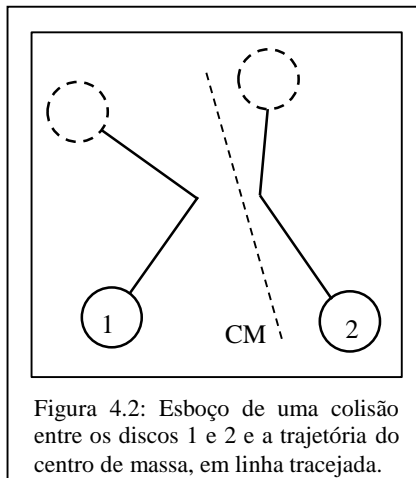 1
2
CM
Figura 4.2: Esboço de uma colisão
entre os discos 1 e 2 e a trajetória do
centro de massa, em linha tracejada.